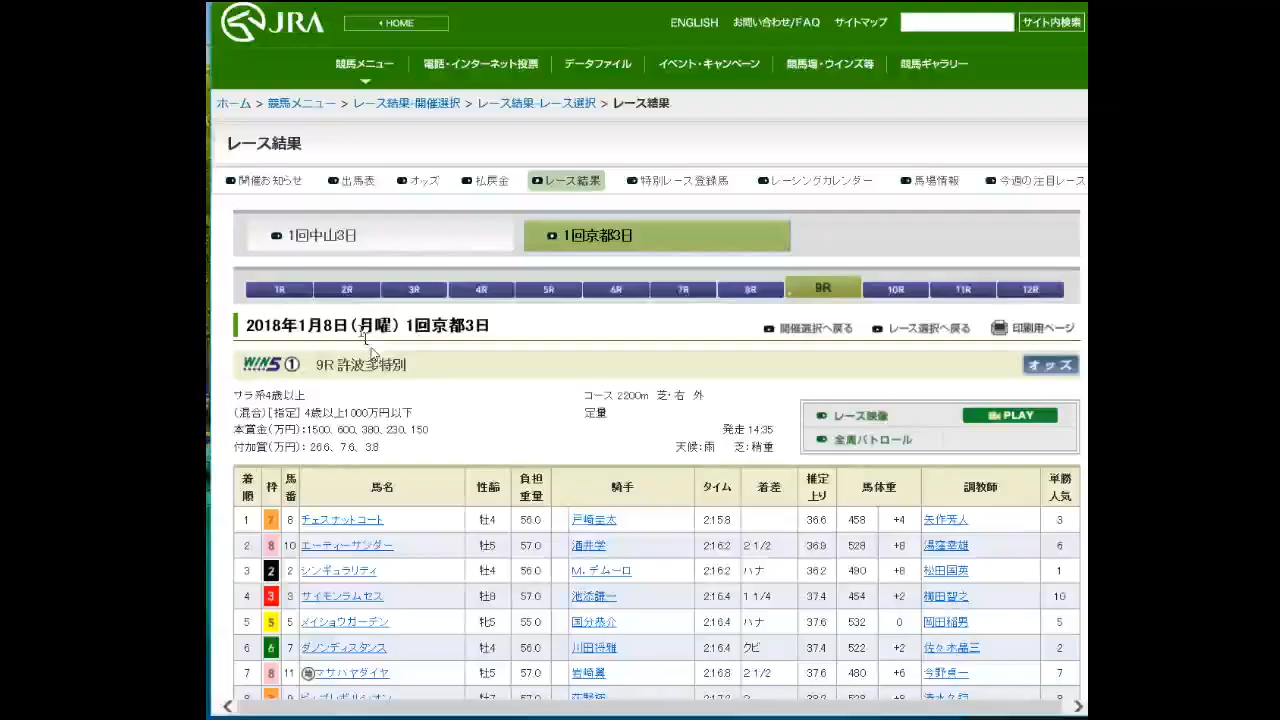 JRA
HOME
ENGLISH お問い合わせ/FAQ サイトマップ サイト内検索
競馬メニュー 電話・インターネット投票 データファイル イベント・キャンペーン 競馬場・ウインズ等 競馬ギャラリー
ホーム > 競馬メニュー > レース結果-開催選択 > レース結果-レース選択 > レース結果
レース結果
開催お知らせ 出馬表 オッズ 払戻金 レース結果 特別レース登録馬 レーシングカレンダー 馬場情報 今週の注目レース
1回中山3日 1回京都3日
1R 2R 3R 4R 5R 6R 7R 8R 9R 10R 11R 12R
2018年1月8日(月曜) 1回京都3日 開催選択へ戻る レース選択へ戻る 印刷用ページ
WIN5 ① 9R 許波多特別 オッズ
サラ系4歳以上 コース 2200m 芝・右 外
(混合)[指定] 4歳以上1000万円以下 定量 レース映像 PLAY
本賞金(万円):1500、600、380、230、150 発走 14:35
付加賞(万円): 26.6、7.6、3.8 天候:雨 芝:稍重 全周パトロール
着順 枠 馬番 馬名 性齢 負担重量 騎手 タイム 着差 推定上り 馬体重 調教師 単勝人気
1 7 8 チェスナットコート 牡4 56.0 戸崎圭太 2:15.8 36.6 458 +4 矢作芳人 3
2 8 10 エーティーサンダー 牡5 57.0 酒井学 2:16.2 2 1/2 36.9 528 +8 湯窪幸雄 6
3 2 2 シンギュラリティ 牡4 56.0 M.デムーロ 2:16.2 ハナ 36.2 490 +8 松田国英 1
4 3 3 サイモンラムセス 牡8 57.0 池添謙一 2:16.4 1 1/4 37.4 454 +2 梅田智之 10
5 5 5 メイショウガーデン 牝5 55.0 国分恭介 2:16.4 ハナ 37.6 532 0 岡田稲男 5
6 6 7 ダノンディスタンス 牡4 56.0 川田将雅 2:16.4 クビ 37.4 522 +2 佐々木晶三 2
7 8 11 マサハヤダイヤ 牡5 57.0 岩崎翼 2:16.8 2 1/2 37.6 480 +6 今野貞一 7